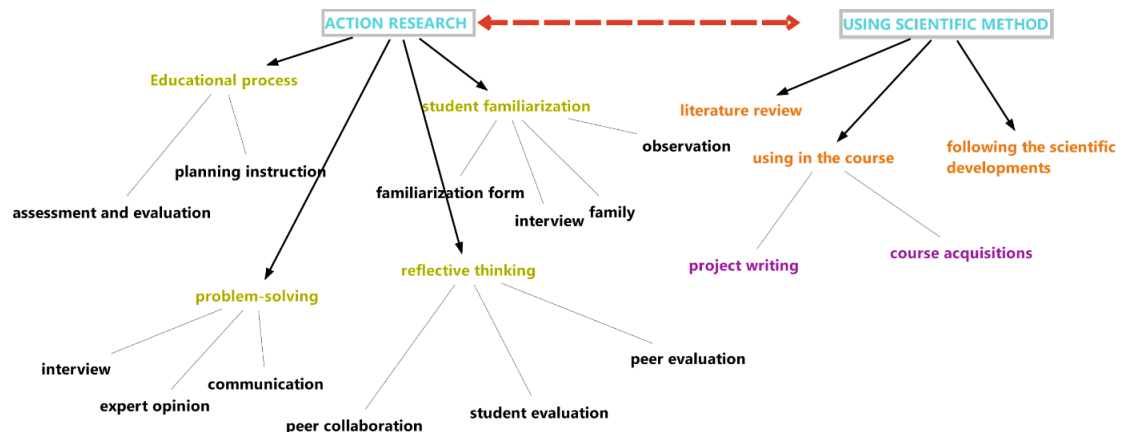 ACTION RESEARCH
USING SCIENTIFIC METHOD
Educational process
student familiarization
literature review
observation
using in the course
following the scientific
developments
planning instruction
familiarization form
assessment and evaluation
interview
family
project writing
course acquisitions
reflective thinking
problem-solving
peer evaluation
interview
communication
expert opinion
student evaluation
peer collaboration